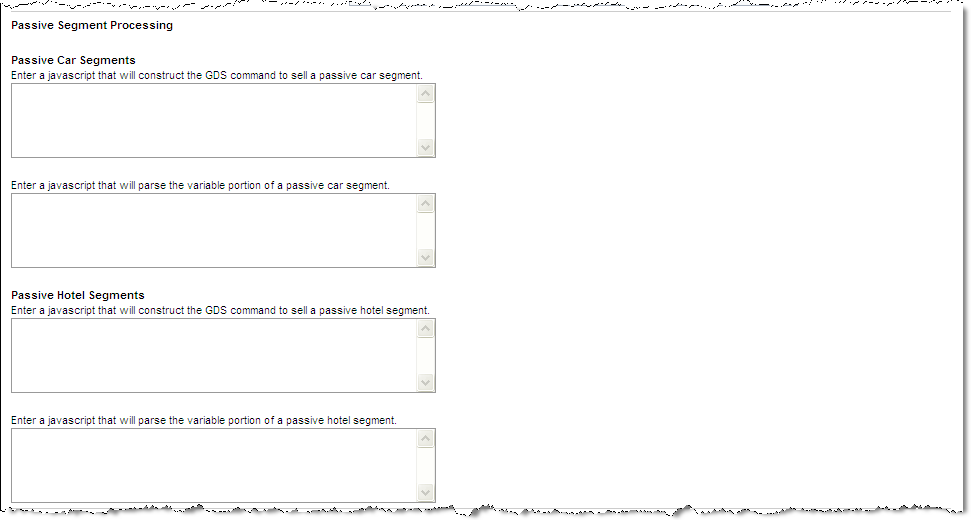 Passive Segment Processing
Passive Car Segments
Enter a javascript that will construct the GDS command to sell a passive car segment.
Enter a javascript that will parse the variable portion of a passive car segment.
Passive Hotel Segments
Enter a javascript that will construct the GDS command to sell a passive hotel segment.
Enter a javascript that will parse the variable portion of a passive hotel segment.